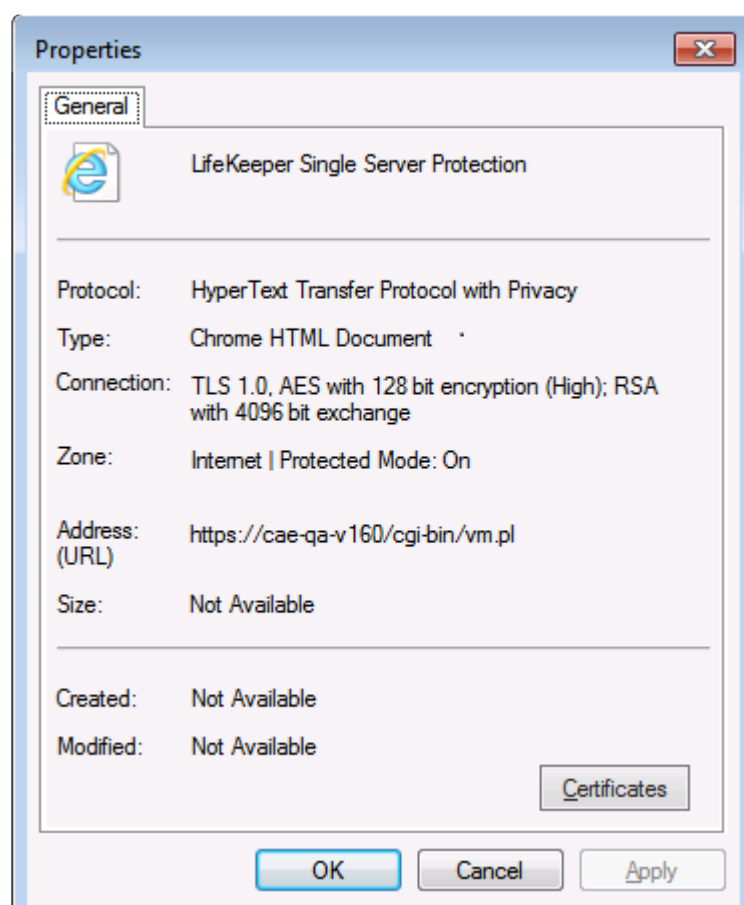 Properties
General
LifeKeeper Single Server Protection
Protocol: HyperText Transfer Protocol with Privacy
Type: Chrome HTML Document
Connection: TLS 1.0, AES with 128 bit encryption (High); RSA
with 4096 bit exchange
Zone: Internet | Protected Mode: On
Address: https://cae-qa-v160/cgi-bin/vm.pl
(URL)
Size: Not Available
Created: Not Available
Modified: Not Available
Certificates
OK Cancel Apply